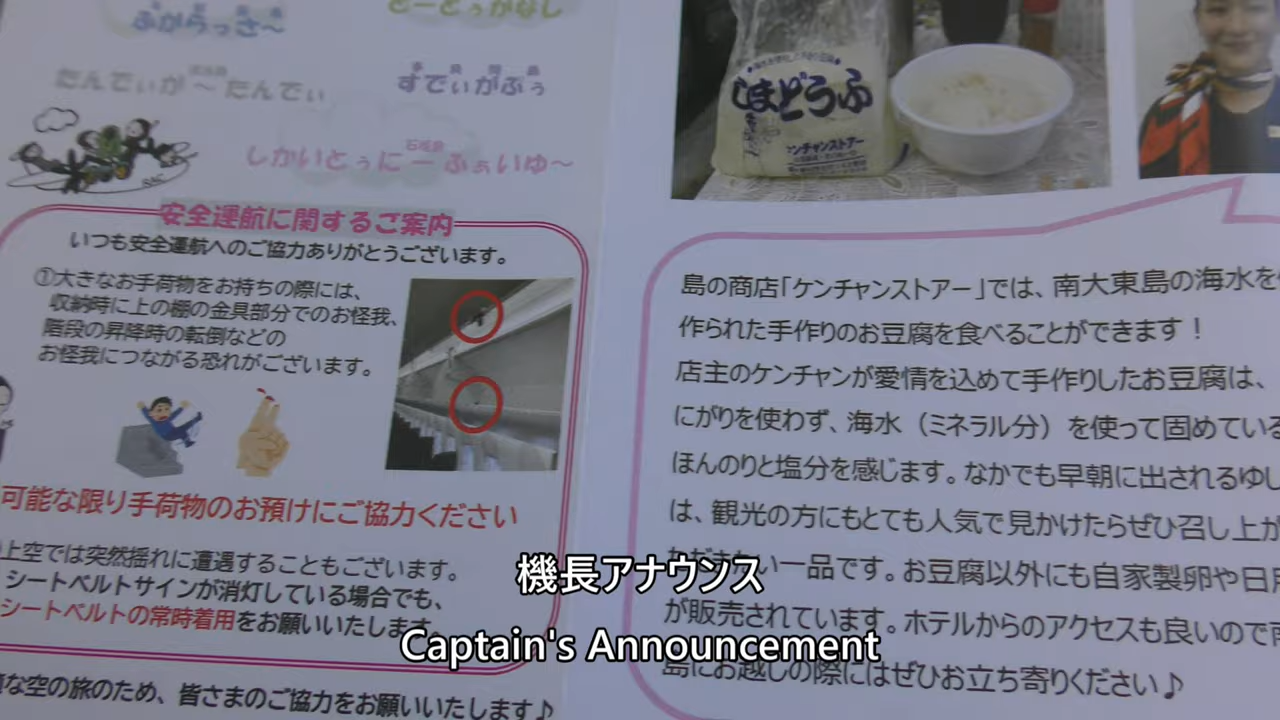 ぷからっさ～
とーとぅがなし
たんでぃが～たんでぃ
すでぃがふぅ
多良間島
石垣島
しかいとぅにーふぁいゆ～
安全運航に関するご案内
いつも安全運航へのご協力ありがとうございます。
①大きなお手荷物をお持ちの際には、
収納時に上の棚の金具部分でのお怪我、
階段の昇降時の転倒などの
お怪我につながる恐れがございます。
可能な限り手荷物のお預けにご協力ください
上空では突然揺れに遭遇することもございます。
シートベルトサインが消灯している場合でも、
シートベルトの常時着用をお願いいたします。
な空の旅のため、皆さまのご協力をお願いいたします♪
しまどうふ
ケンチャンストアー
島の商店「ケンチャンストアー」では、南大東島の海水を
作られた手作りのお豆腐を食べることができます！
店主のケンチャンが愛情を込めて手作りしたお豆腐は、
にがりを使わず、海水（ミネラル分）を使って固めている
ほんのりと塩分を感じます。なかでも早朝に出されるゆし
は、観光の方にもとても人気で見かけたらぜひ召し上が
い一品です。お豆腐以外にも自家製卵や日用
が販売されています。ホテルからのアクセスも良いので南
島にお越しの際にはぜひお立ち寄りください♪
機長アナウンス
Captain's Announcement